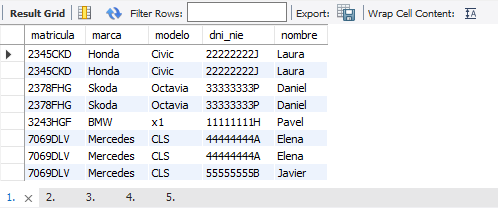 Result Grid Filter Rows: Export: Wrap Cell Content:
matricula marca modelo dni_nie nombre
2345CKD Honda Civic 22222222J Laura
2345CKD Honda Civic 22222222J Laura
2378FHG Skoda Octavia 33333333P Daniel
2378FHG Skoda Octavia 33333333P Daniel
3243HGF BMW x1 11111111H Pavel
7069DLV Mercedes CLS 44444444A Elena
7069DLV Mercedes CLS 44444444A Elena
7069DLV Mercedes CLS 55555555B Javier
1. 2. 3. 4. 5.